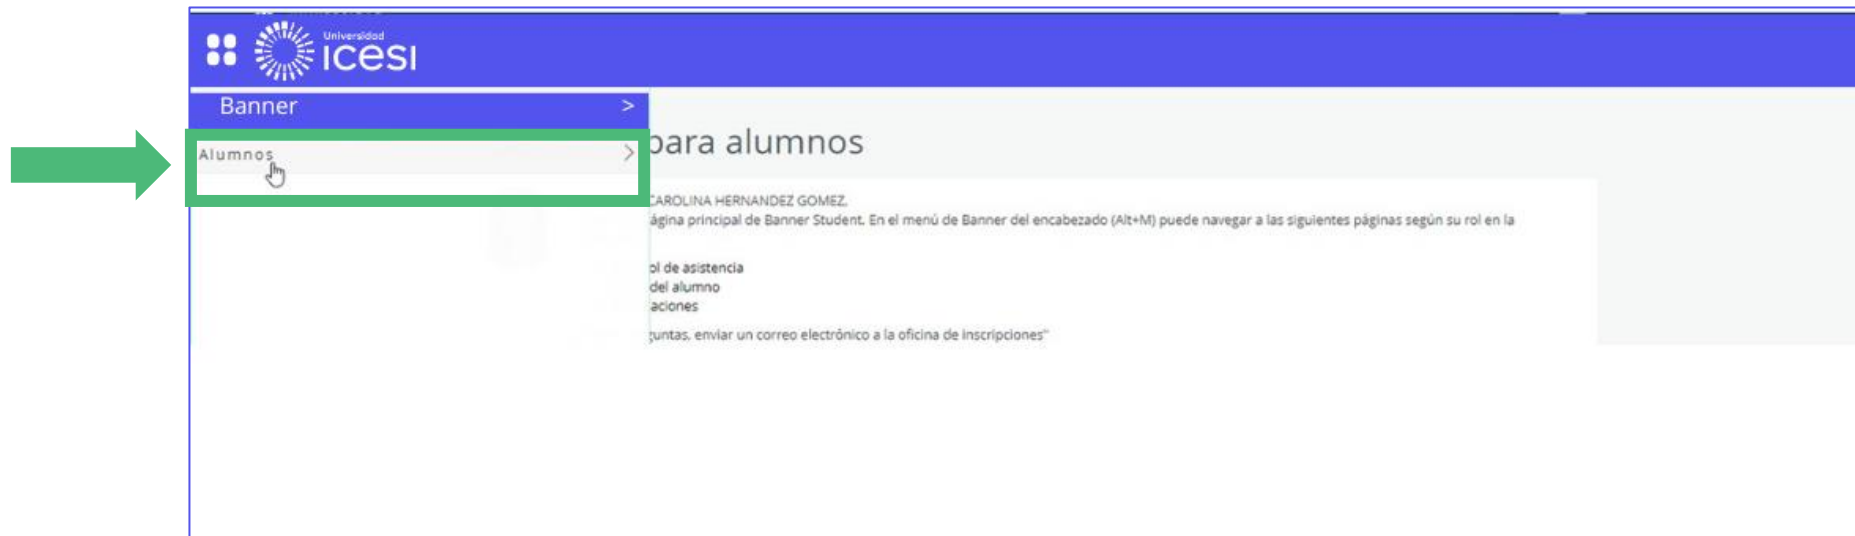 Universidad
icesi
Banner >
Alumnos >
para alumnos
CAROLINA HERNANDEZ GOMEZ,
ágina principal de Banner Student. En el menú de Banner del encabezado (Alt+M) puede navegar a las siguientes páginas según su rol en la
ol de asistencia
del alumno
aciones
guntas, enviar un correo electrónico a la oficina de inscripciones"